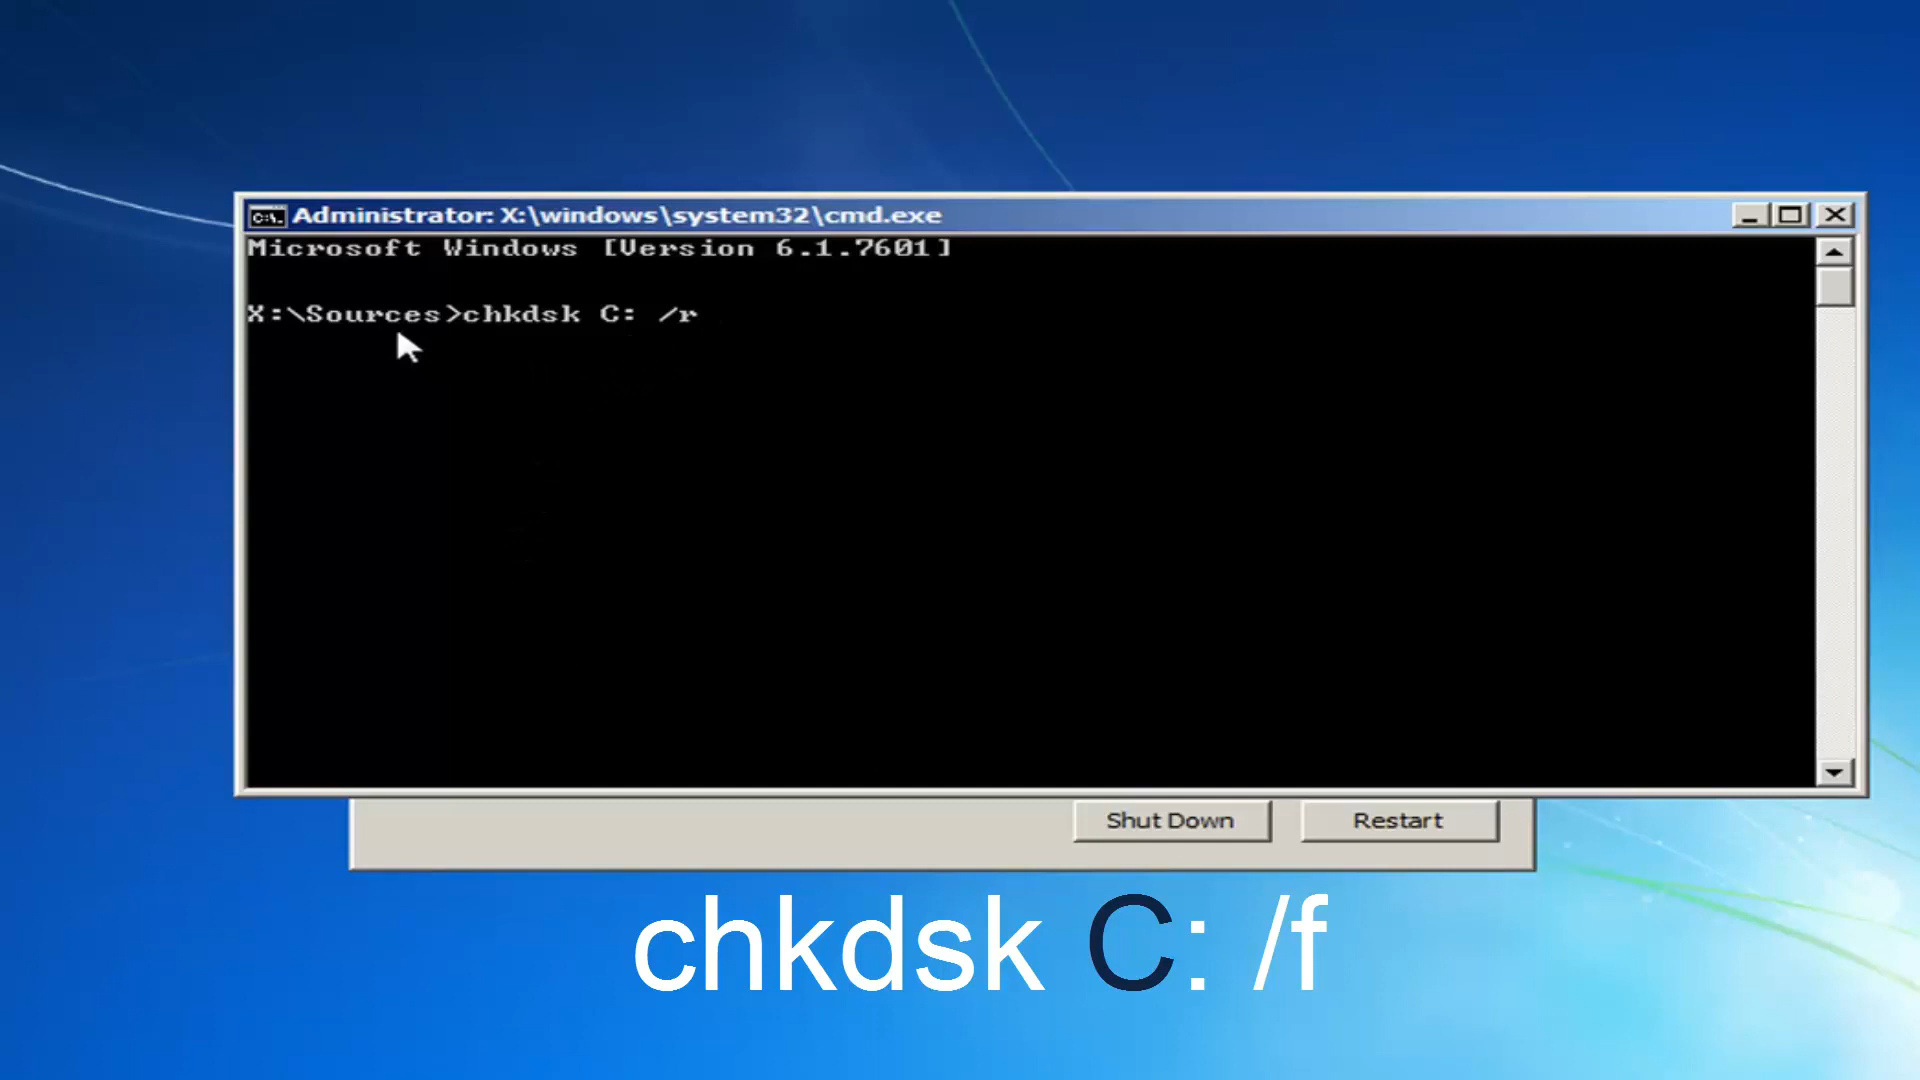 Administrator: X:\windows\system32\cmd.exe
Microsoft Windows [Version 6.1.7601]
X:\Sources>chkdsk C: /r
Shut Down Restart
chkdsk C: /f